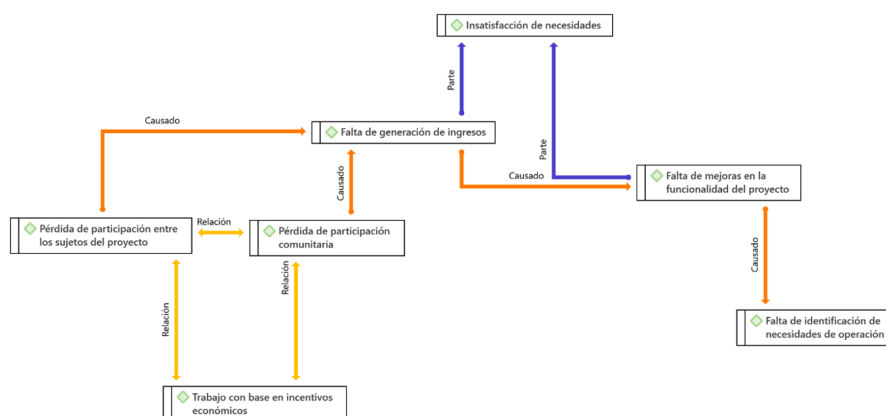 Insatisfacción de necesidades
Parte
Causado
Falta de generación de ingresos
Parte
Causado
Causado
Falta de mejoras en la
funcionalidad del proyecto
Pérdida de participación entre
los sujetos del proyecto
Relación
Pérdida de participación
comunitaria
Causado
Relación
Relación
Falta de identificación de
necesidades de operación
Trabajo con base en incentivos
económicos